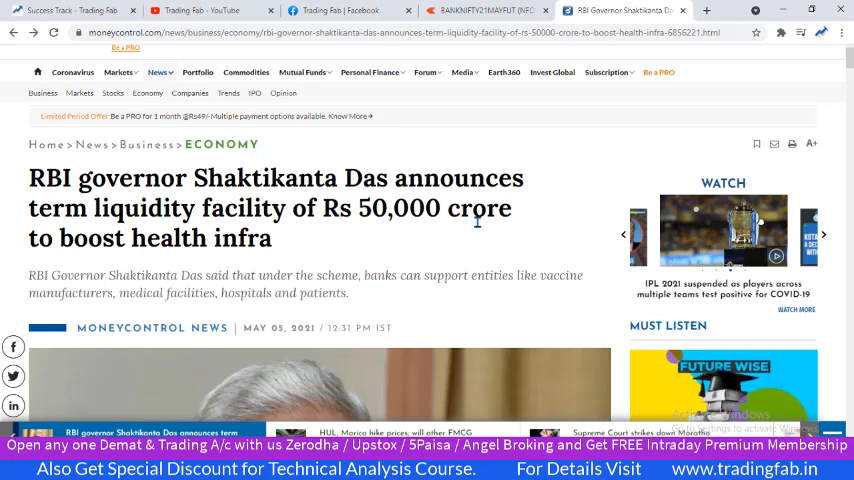 Success Track - Trading Fab
Trading Fab - YouTube
Trading Fab | Facebook
BANKNIFTY21MAYFUT (NFO
RBI Governor Shaktikanta Das
moneycontrol.com/news/business/economy/rbi-governor-shaktikanta-das-announces-term-liquidity-facility-of-rs-50000-crore-to-boost-health-infra-6856221.html
Be a PRO
Coronavirus Markets News Portfolio Commodities Mutual Funds Personal Finance Forum Media Earth360 Invest Global Subscription Be a PRO
Business Markets Stocks Economy Companies Trends IPO Opinion
Limited Period Offer: Be a PRO for 1 month @Rs49/-Multiple payment options available. Know More
Home > News > Business > ECONOMY
A+
RBI governor Shaktikanta Das announces
term liquidity facility of Rs 50,000 crore
to boost health infra
RBI Governor Shaktikanta Das said that under the scheme, banks can support entities like vaccine
manufacturers, medical facilities, hospitals and patients.
MONEYCONTROL NEWS | MAY 05, 2021 / 12:31 PM IST
WATCH
IPL 2021 suspended as players across
multiple teams test positive for COVID-19
WATCH MORE
MUST LISTEN
FUTURE WISE
Activate Windows
Go to Settings to activate Windows.
RBI governor Shaktikanta Das announces term
HUL, Marico hike prices; will other FMCG
Supreme Court strikes down Maratha
Open any one Demat & Trading A/c with us Zerodha / Upstox / 5Paisa / Angel Broking and Get FREE Intraday Premium Membership
Also Get Special Discount for Technical Analysis Course. For Details Visit www.tradingfab.in